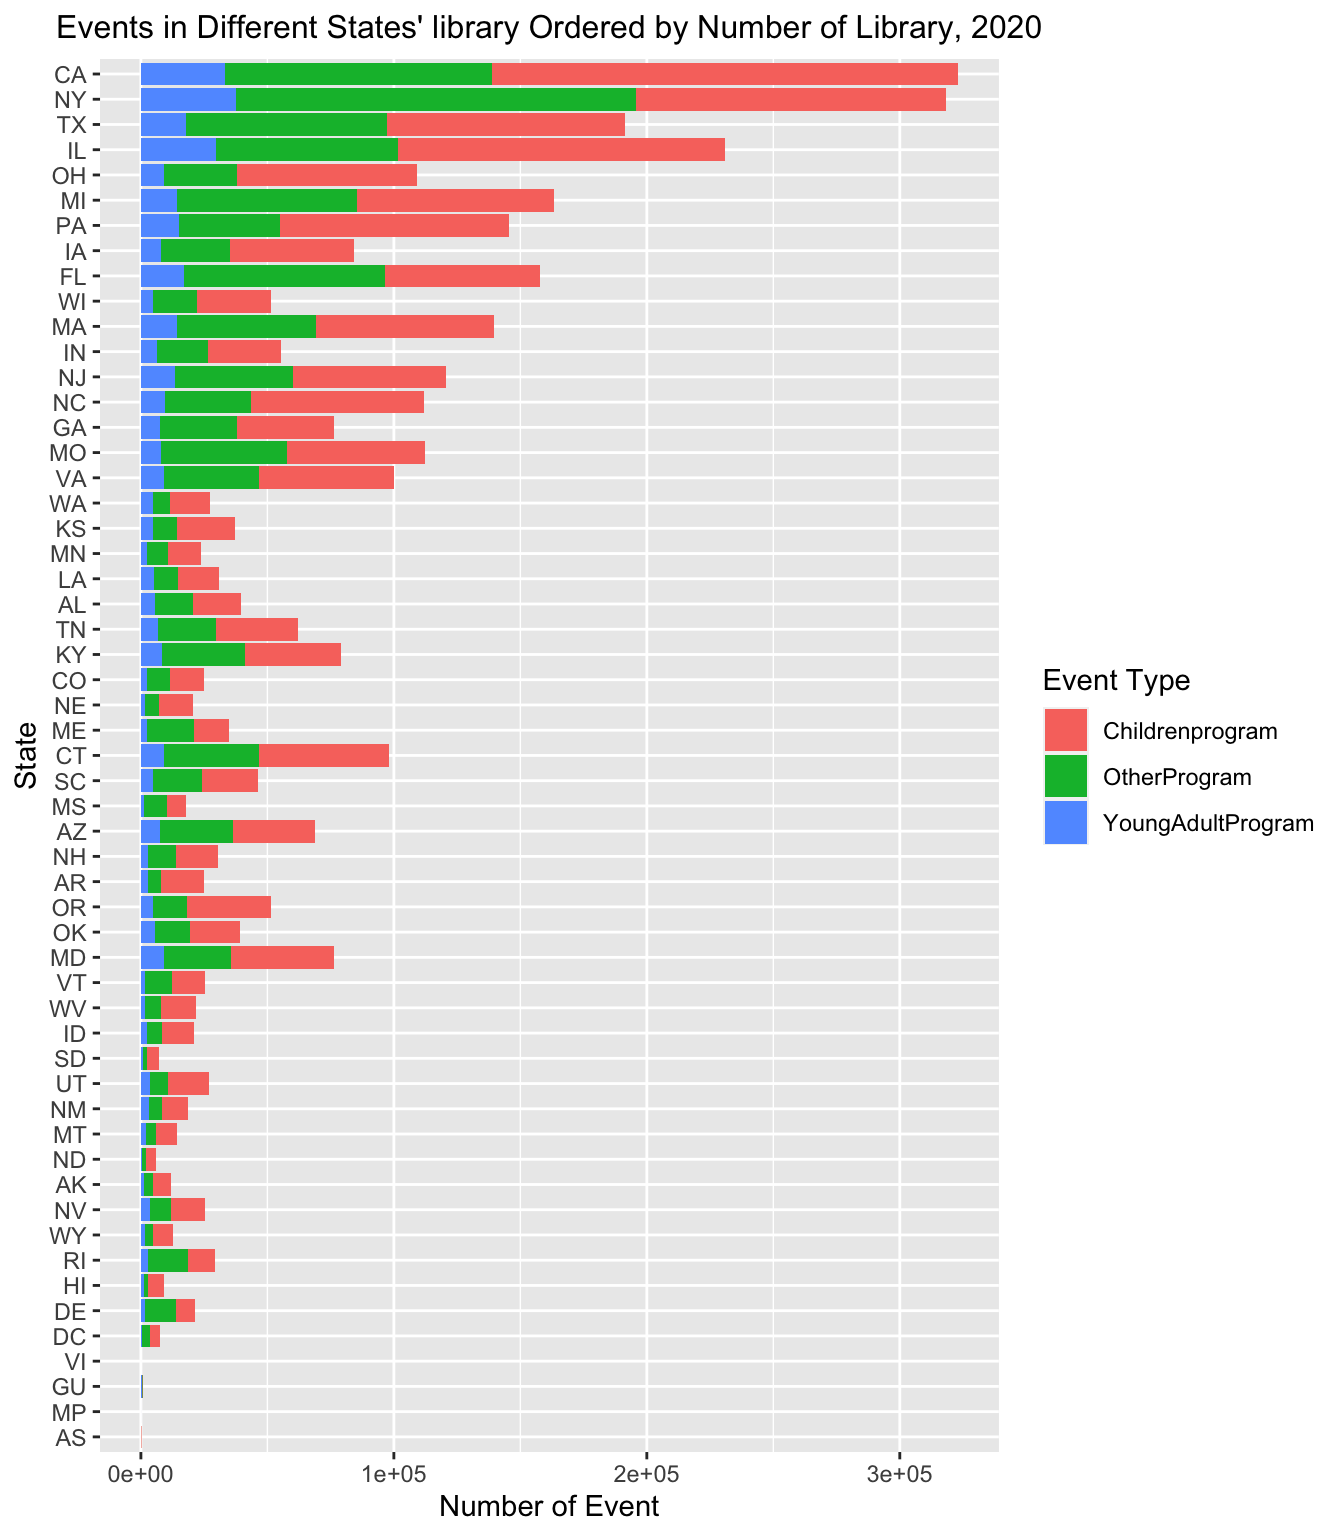 Events in Different States' library Ordered by Number of Library, 2020
CA
NY
TX
IL
OH
MI
PA
IA
FL
WI
MA
IN
NJ
NC
GA
MO
VA
WA
KS
MN
LA
AL
TN
KY
CO
NE
ME
CT
SC
MS
AZ
NH
AR
OR
OK
MD
VT
WV
ID
SD
UT
NM
MT
ND
AK
NV
WY
RI
HI
DE
DC
VI
GU
MP
AS
State
0e+00
1e+05
2e+05
3e+05
Number of Event
Event Type
Childrenprogram
OtherProgram
YoungAdultProgram